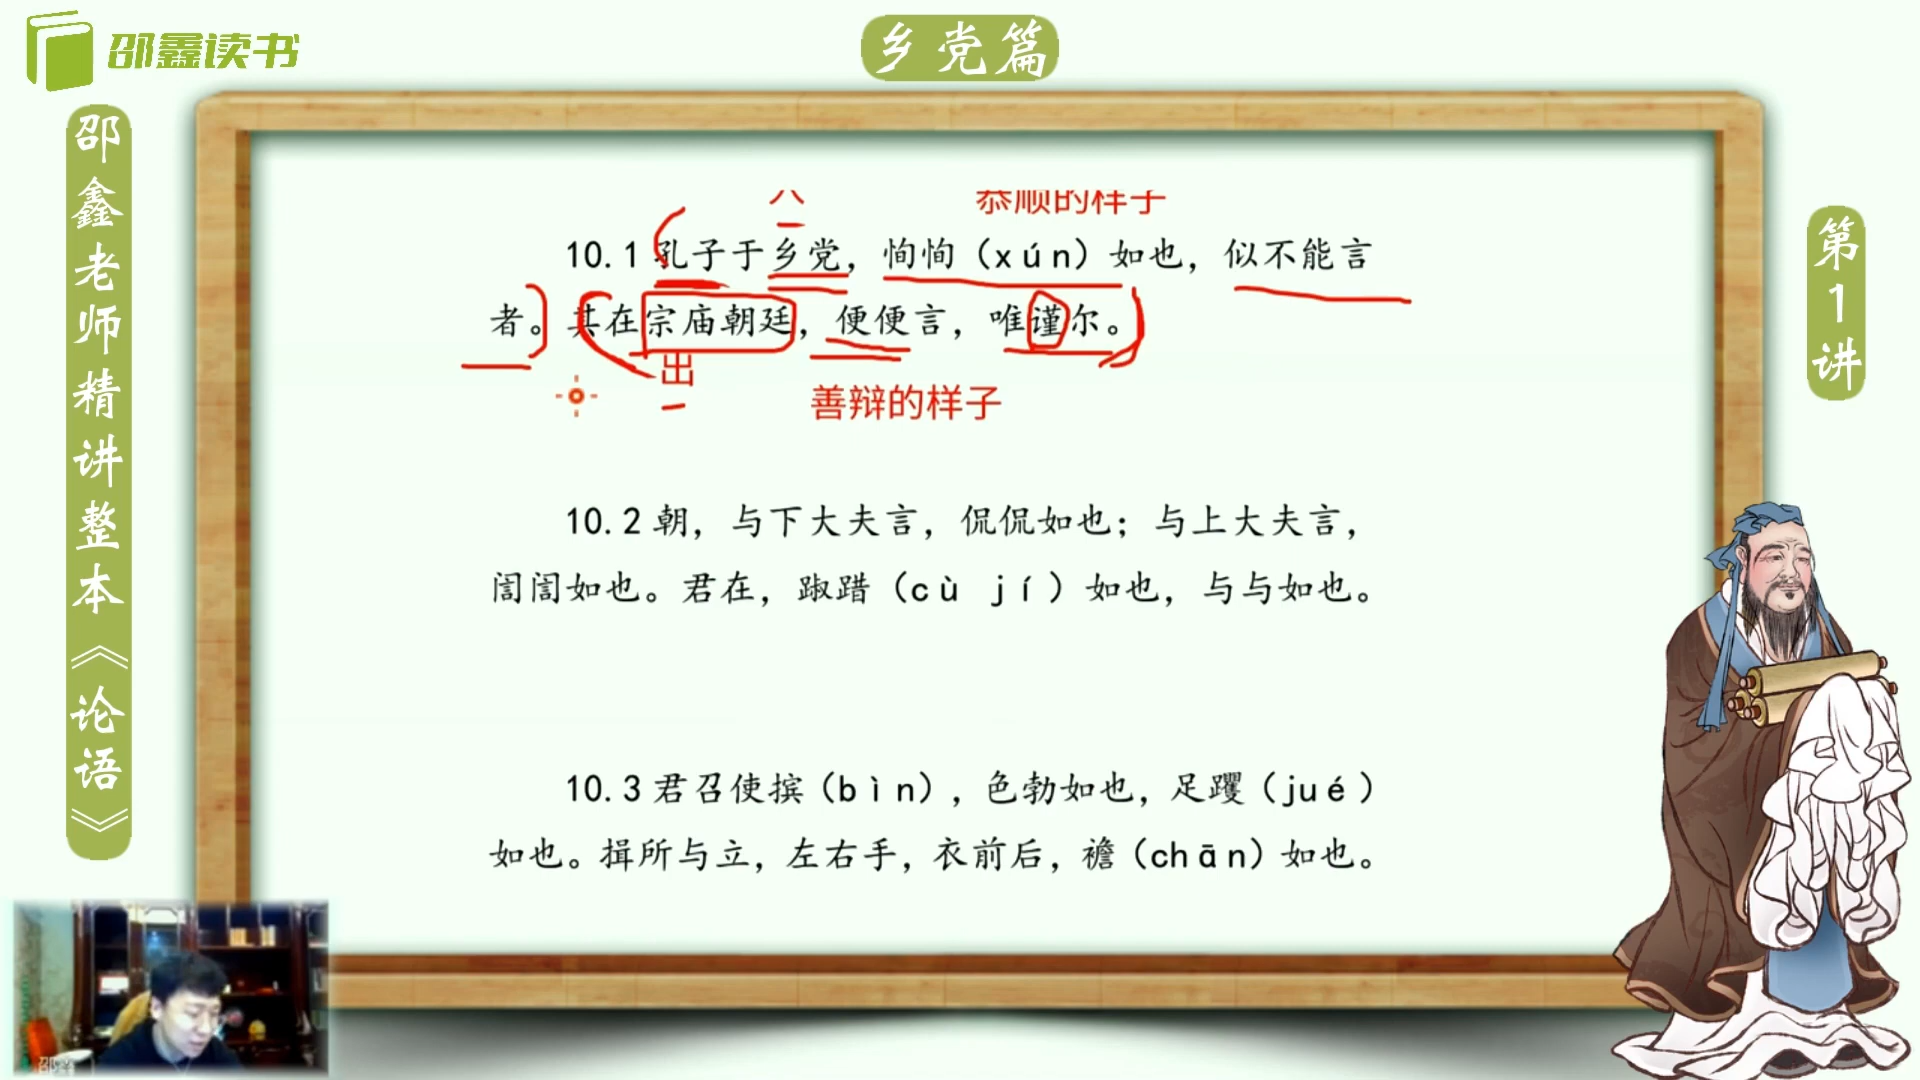 邵鑫读书
乡党篇
邵鑫老师精讲整本《论语》
第1讲
恭顺的样子
10.1 孔子于乡党，恂恂（xún）如也，似不能言
者。其在宗庙朝廷，便便言，唯谨尔。
出
善辩的样子
10.2 朝，与下大夫言，侃侃如也；与上大夫言，
訚訚如也。君在，踧踖（cù jí）如也，与与如也。
10.3 君召使摈（bìn），色勃如也，足躩（jué）
如也。揖所与立，左右手，衣前后，襜（chān）如也。
邵鑫